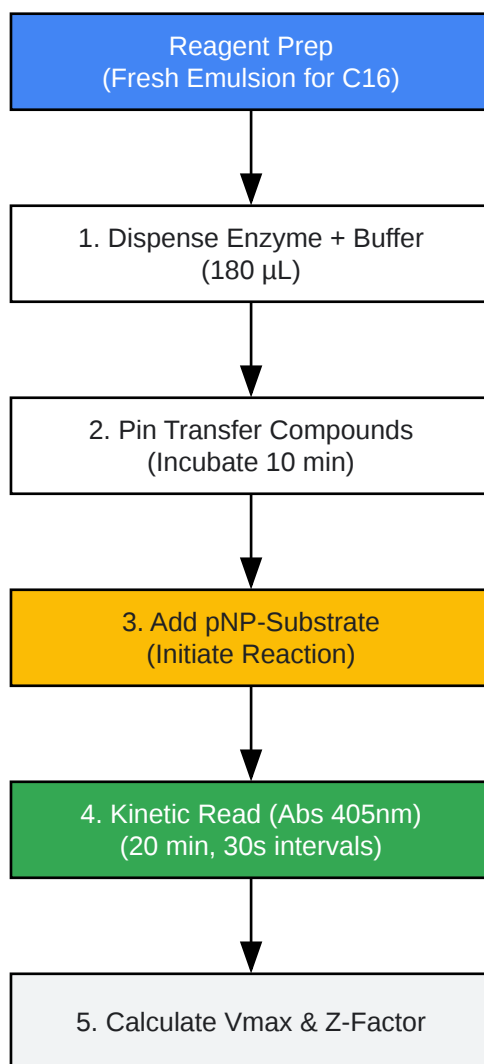 Reagent Prep
(Fresh Emulsion for C16)
1. Dispense Enzyme + Buffer
(180 µL)
2. Pin Transfer Compounds
(Incubate 10 min)
3. Add pNP-Substrate
(Initiate Reaction)
4. Kinetic Read (Abs 405nm)
(20 min, 30s intervals)
5. Calculate Vmax & Z-Factor